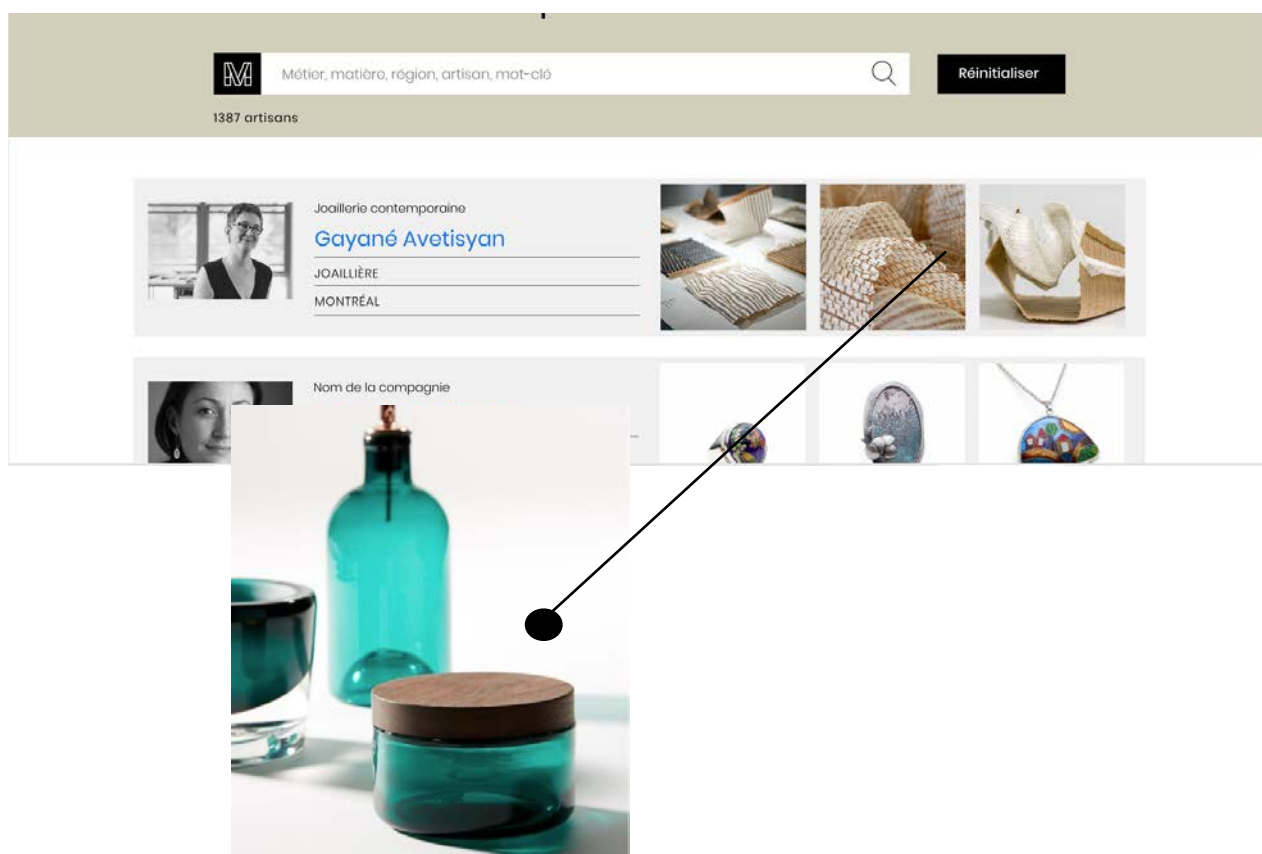 Métier, matière, région, artisan, mot-clé
Réinitialiser
1387 artisans
Joaillerie contemporaine
Gayané Avetisyan
JOAILLIÈRE
MONTRÉAL
Nom de la compagnie